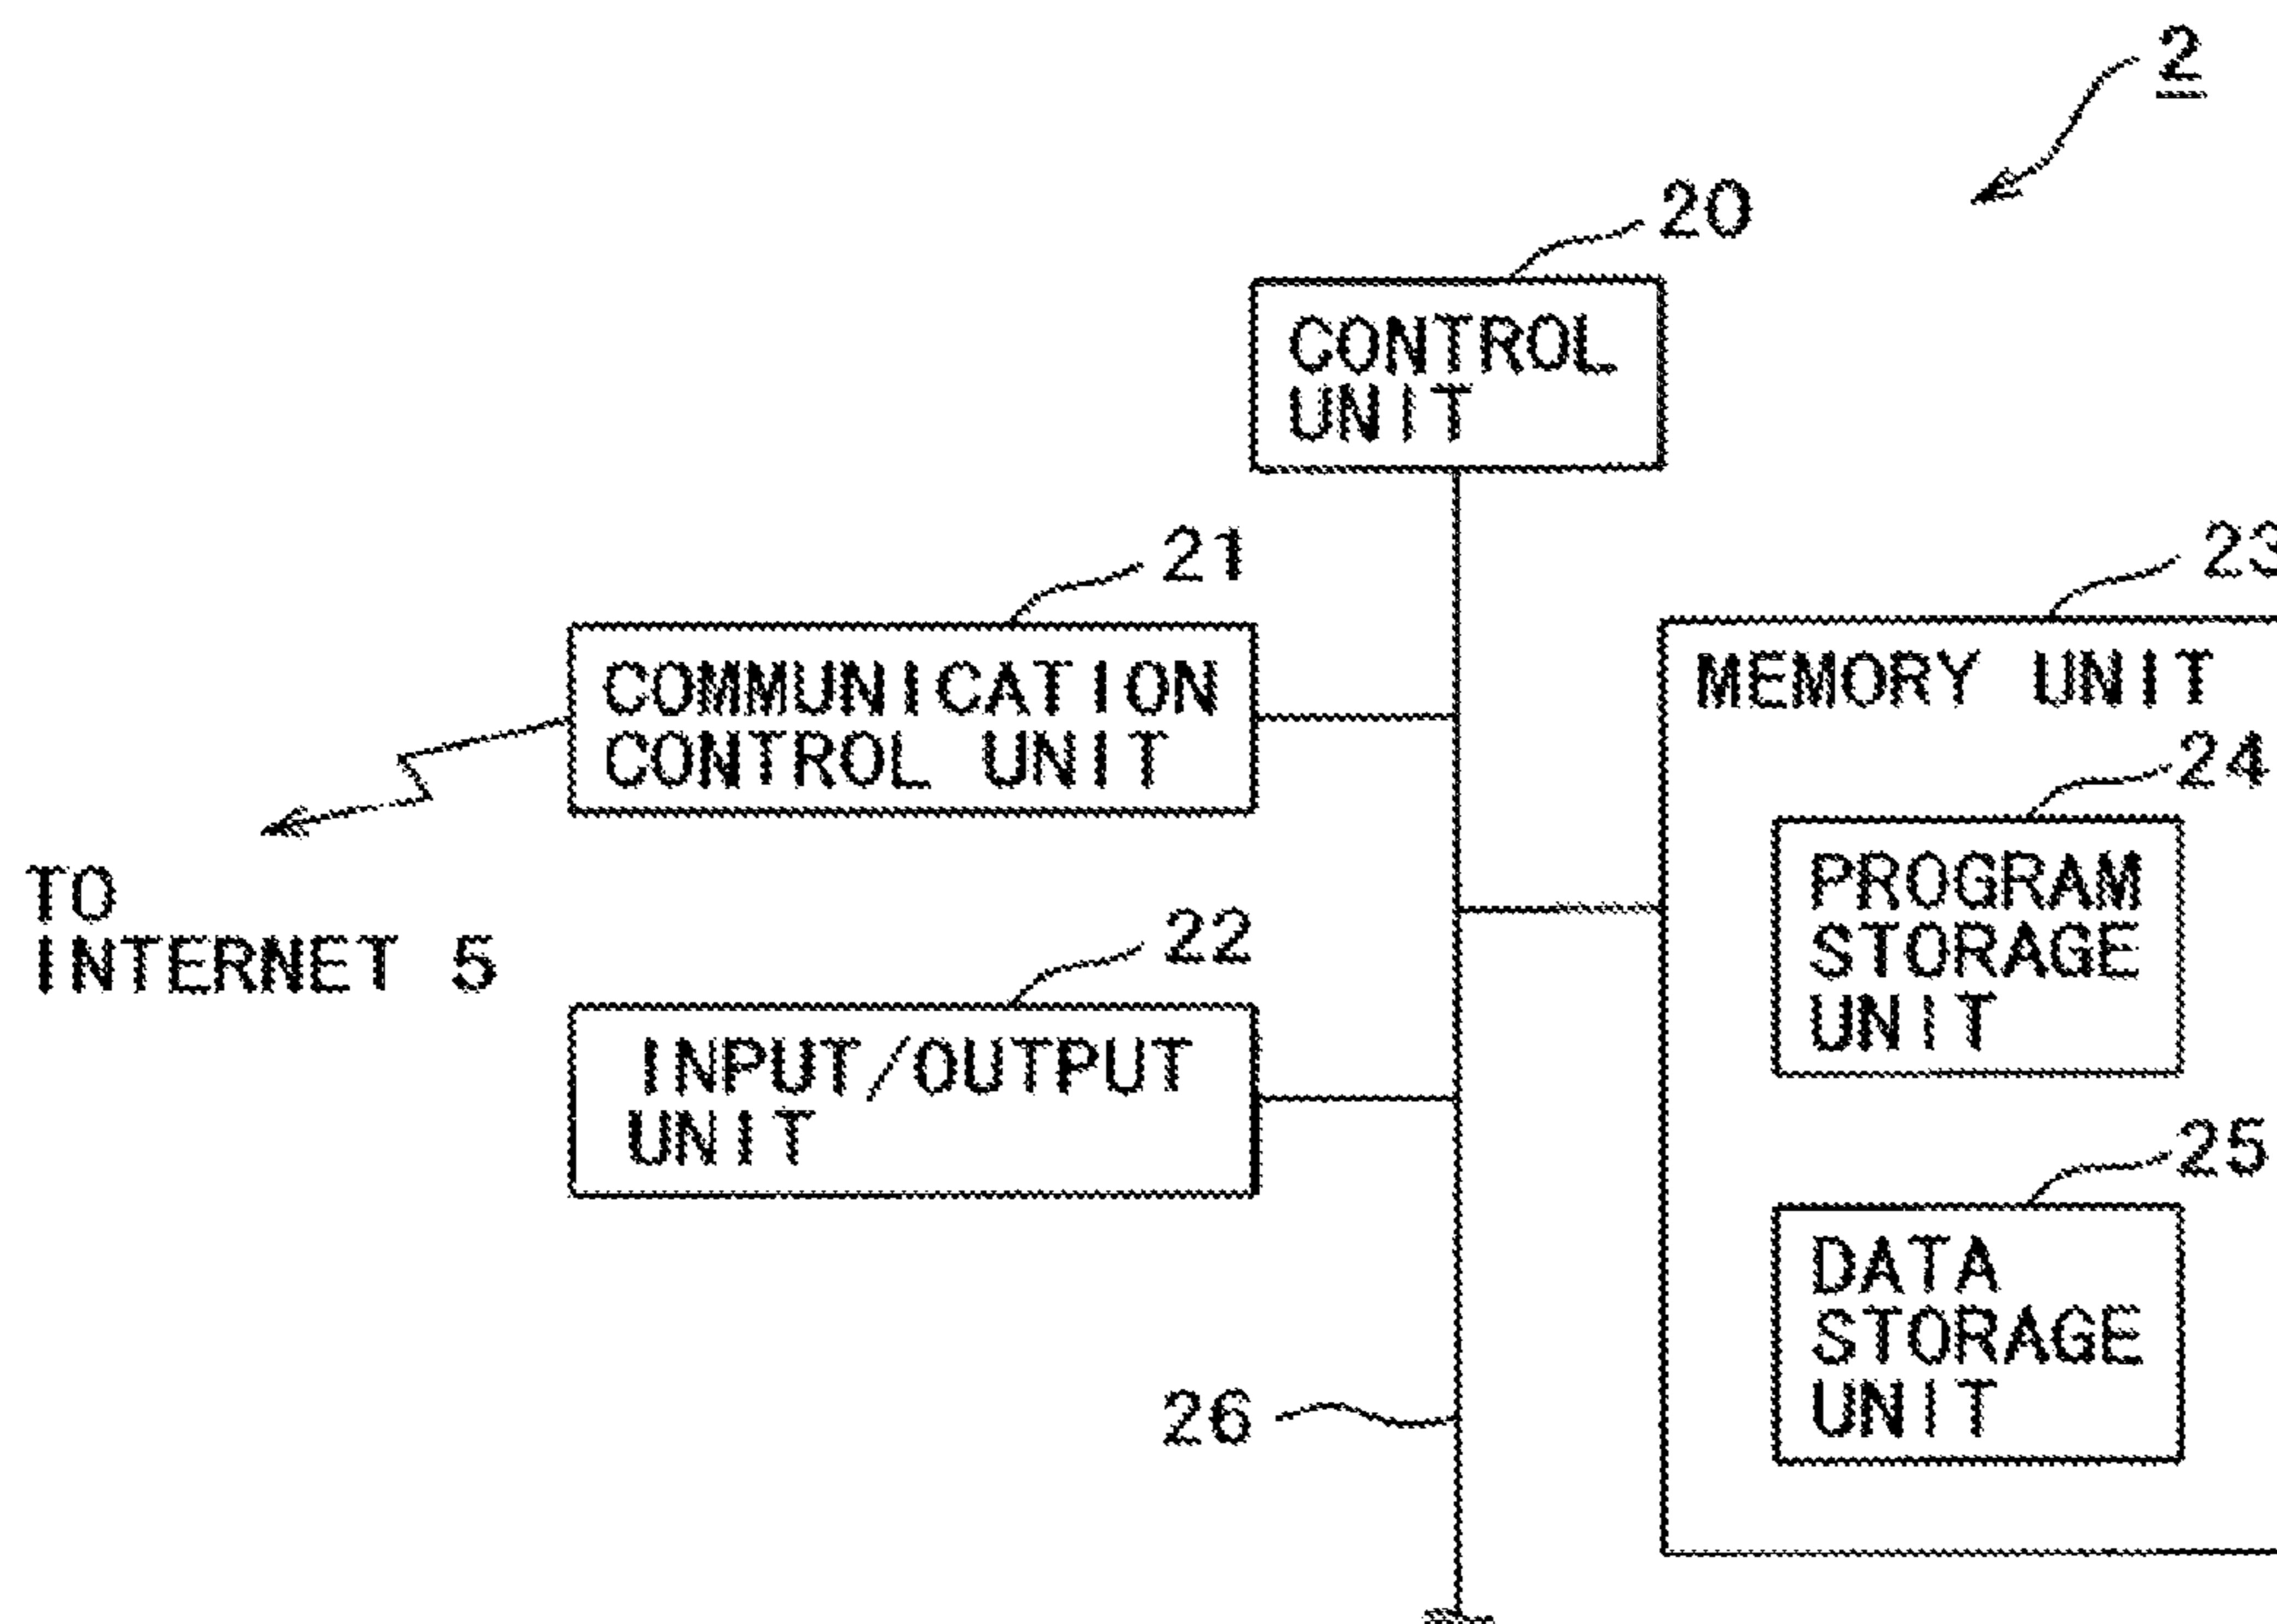 2
20
CONTROL
UNIT
21
COMMUNICATION
CONTROL UNIT
TO
INTERNET 5
22
INPUT/OUTPUT
UNIT
23
MEMORY UNIT
24
PROGRAM
STORAGE
UNIT
25
DATA
STORAGE
UNIT
26